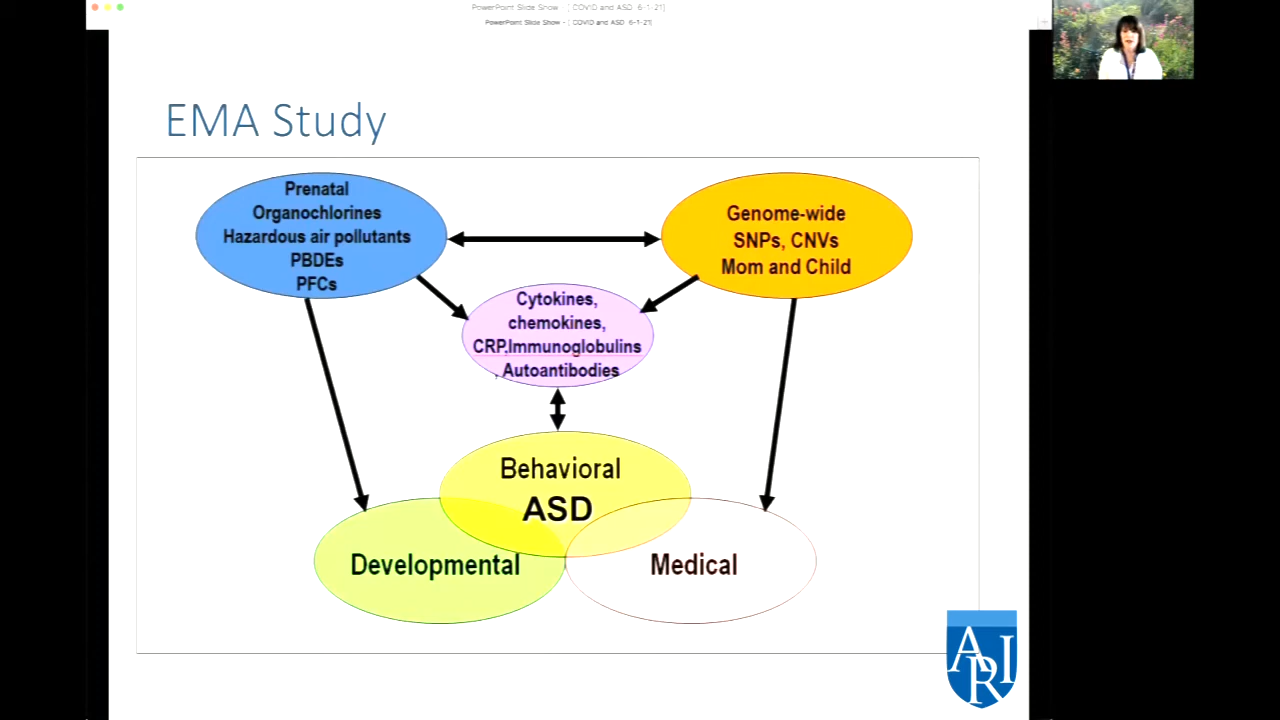 PowerPoint Slide Show - [ COVID and ASD 6-1-21]
PowerPoint Slide Show - [ COVID and ASD 6-1-21]
EMA Study
Prenatal
Organochlorines
Hazardous air pollutants
PBDEs
PFCs
Genome-wide
SNPs, CNVs
Mom and Child
Cytokines,
chemokines,
CRP,Immunoglobulins
, Autoantibodies
Behavioral
ASD
Developmental
Medical
ARI